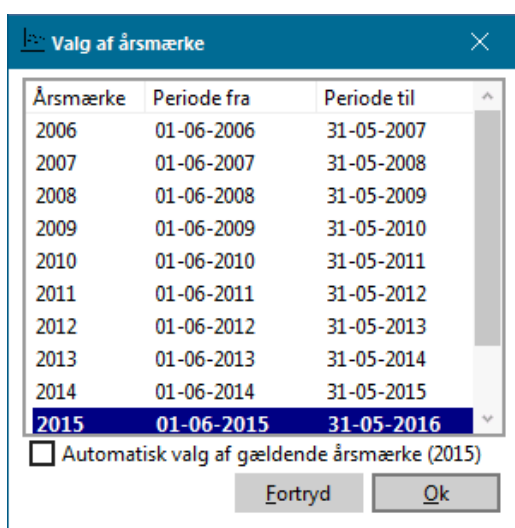 Valg af årsmærke
Årsmærke Periode fra Periode til
2006 01-06-2006 31-05-2007
2007 01-06-2007 31-05-2008
2008 01-06-2008 31-05-2009
2009 01-06-2009 31-05-2010
2010 01-06-2010 31-05-2011
2011 01-06-2011 31-05-2012
2012 01-06-2012 31-05-2013
2013 01-06-2013 31-05-2014
2014 01-06-2014 31-05-2015
2015 01-06-2015 31-05-2016
Automatisk valg af gældende årsmærke (2015)
Fortryd Ok